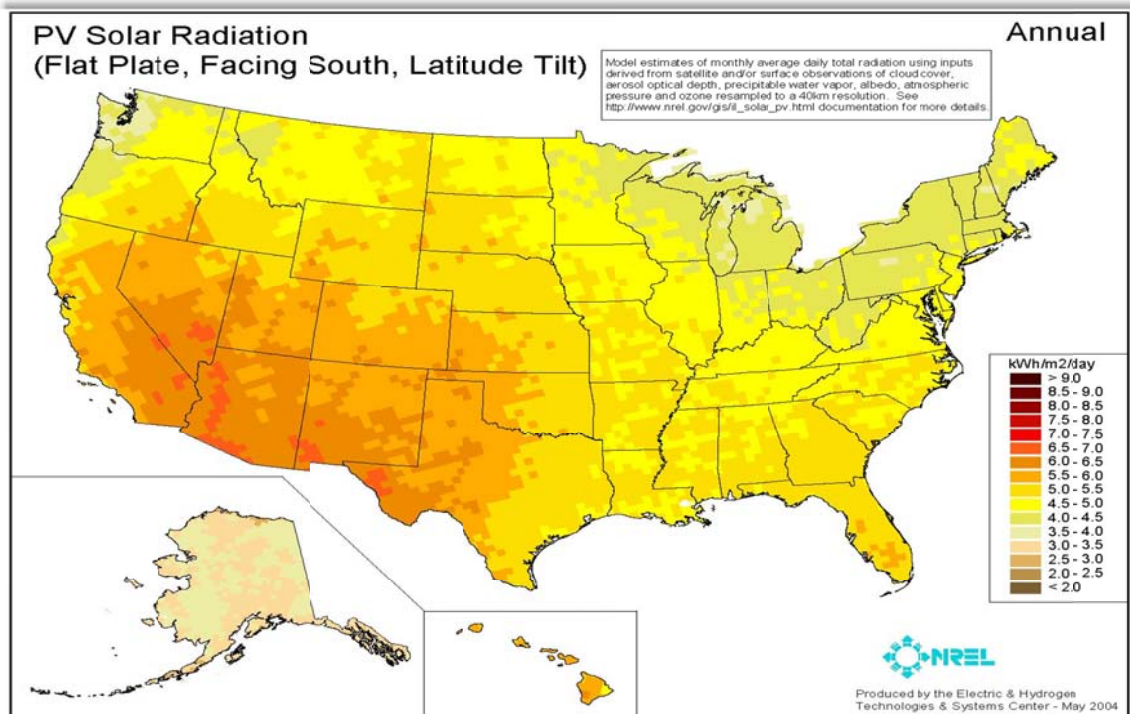 PV Solar Radiation
(Flat Plate, Facing South, Latitude Tilt)
Annual
Model estimates of monthly average daily total radiation using inputs
derived from satellite and/or surface observations of cloud cover,
aerosol optical depth, precipitable water vapor, albedo, atmospheric
pressure and ozone resampled to a 40km resolution. See
http://www.nrel.gov/gis/il_solar_pv.html documentation for more details.
kWh/m2/day
> 9.0
8.5 - 9.0
8.0 - 8.5
7.5 - 8.0
7.0 - 7.5
6.5 - 7.0
6.0 - 6.5
5.5 - 6.0
5.0 - 5.5
4.5 - 5.0
4.0 - 4.5
3.5 - 4.0
3.0 - 3.5
2.5 - 3.0
2.0 - 2.5
< 2.0
NREL
Produced by the Electric & Hydrogen
Technologies & Systems Center - May 2004